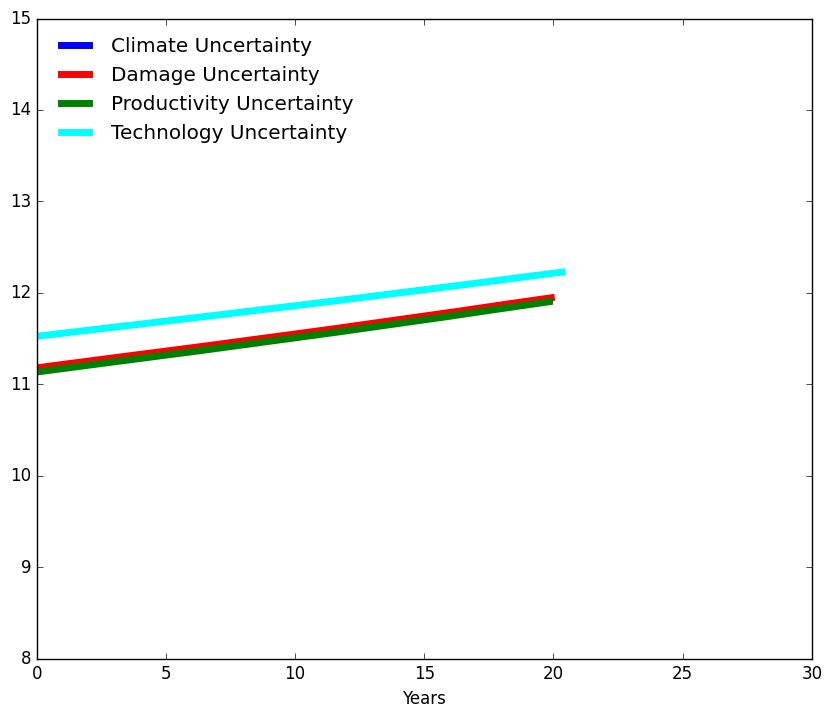 15
14
13
12
11
10
9
8
Climate Uncertainty
Damage Uncertainty
Productivity Uncertainty
Technology Uncertainty
0 5 10 15 20 25 30
Years